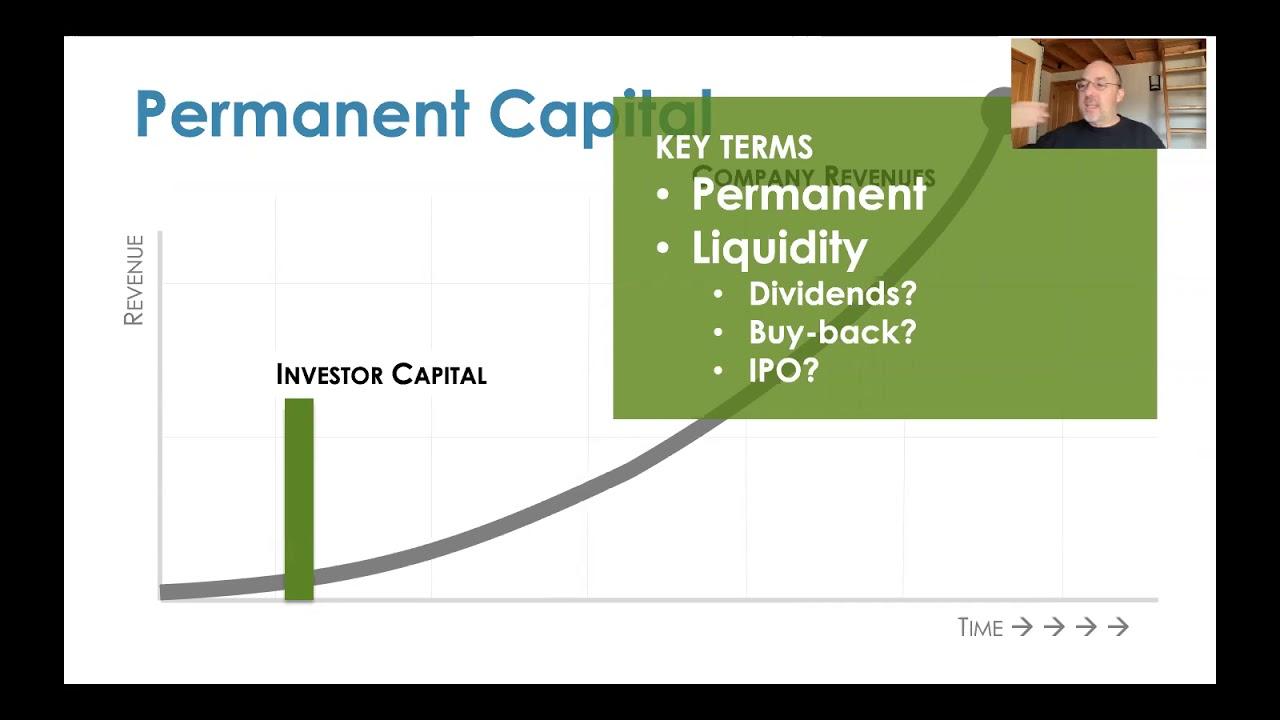 Permanent Capital
KEY TERMS
COMPANY REVENUES
• Permanent
• Liquidity
• Dividends?
• Buy-back?
• IPO?
REVENUE
INVESTOR CAPITAL
TIME → → → →